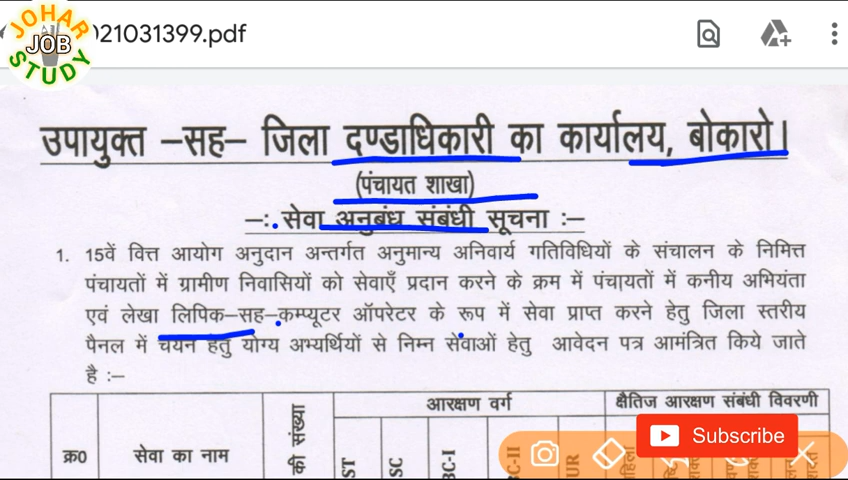 JOHAR
JOB
STUDY
021031399.pdf
उपायुक्त –सह– जिला दण्डाधिकारी का कार्यालय, बोकारो।
(पंचायत शाखा)
–: सेवा अनुबंध संबंधी सूचना :–
1. 15वें वित्त आयोग अनुदान अन्तर्गत अनुमान्य अनिवार्य गतिविधियों के संचालन के निमित्त
पंचायतों में ग्रामीण निवासियों को सेवाएँ प्रदान करने के क्रम में पंचायतों में कनीय अभियंता
एवं लेखा लिपिक–सह–कम्प्यूटर ऑपरेटर के रूप में सेवा प्राप्त करने हेतु जिला स्तरीय
पैनल में चयन हेतु योग्य अभ्यर्थियों से निम्न सेवाओं हेतु आवेदन पत्र आमंत्रित किये जाते
है :–
क्र0
सेवा का नाम
की संख्या
आरक्षण वर्ग
क्षैतिज आरक्षण संबंधी विवरणी
ST
SC
BC-I
BC-II
UR
Subscribe